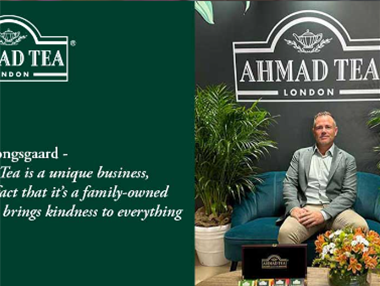 AD TEA
LONDON
®
ongsgaard -
Tea is a unique business,
fact that it's a family-owned
brings kindness to everything
AHMAD TEA
LONDON
AHMAD TEA